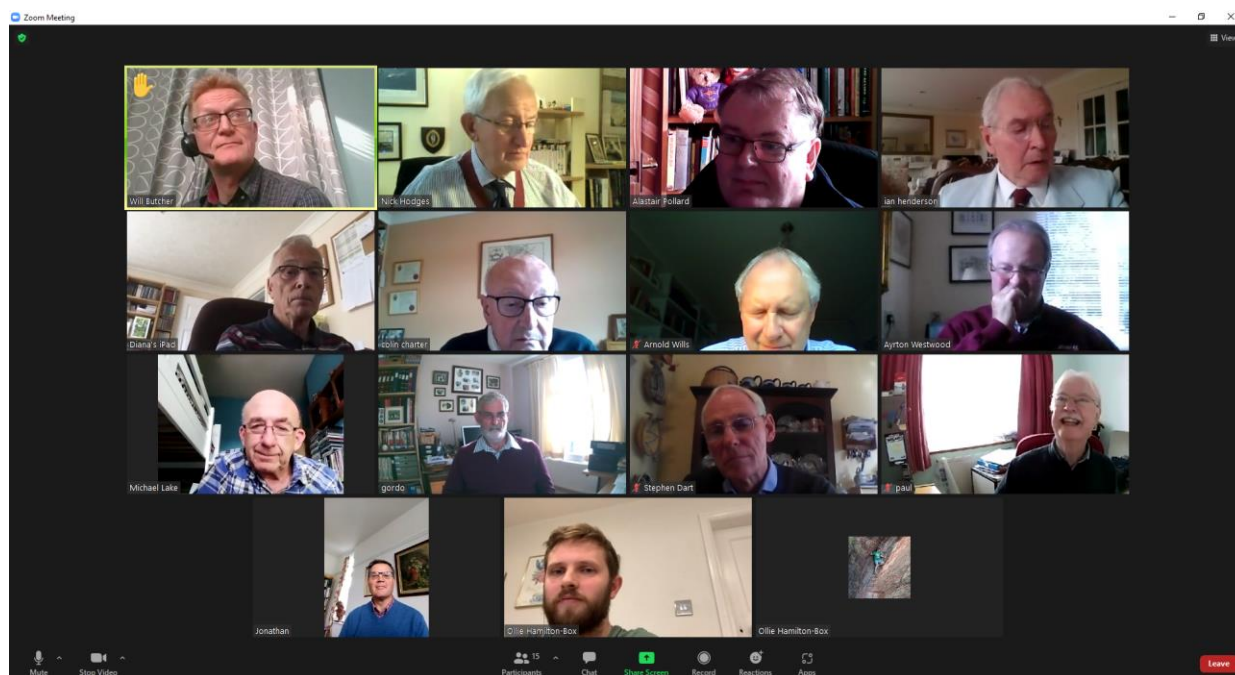 Zoom Meeting
View
Will Butcher
Nick Hodges
Alastair Pollard
ian henderson
Diana's iPad
colin charter
Arnold Wills
Ayrton Westwood
Michael Lake
gordo
Stephen Dart
paul
Jonathan
Ollie Hamilton-Box
Ollie Hamilton-Box
Mute
Stop Video
Participants
15
Chat
Share Screen
Record
Reactions
Apps
Leave